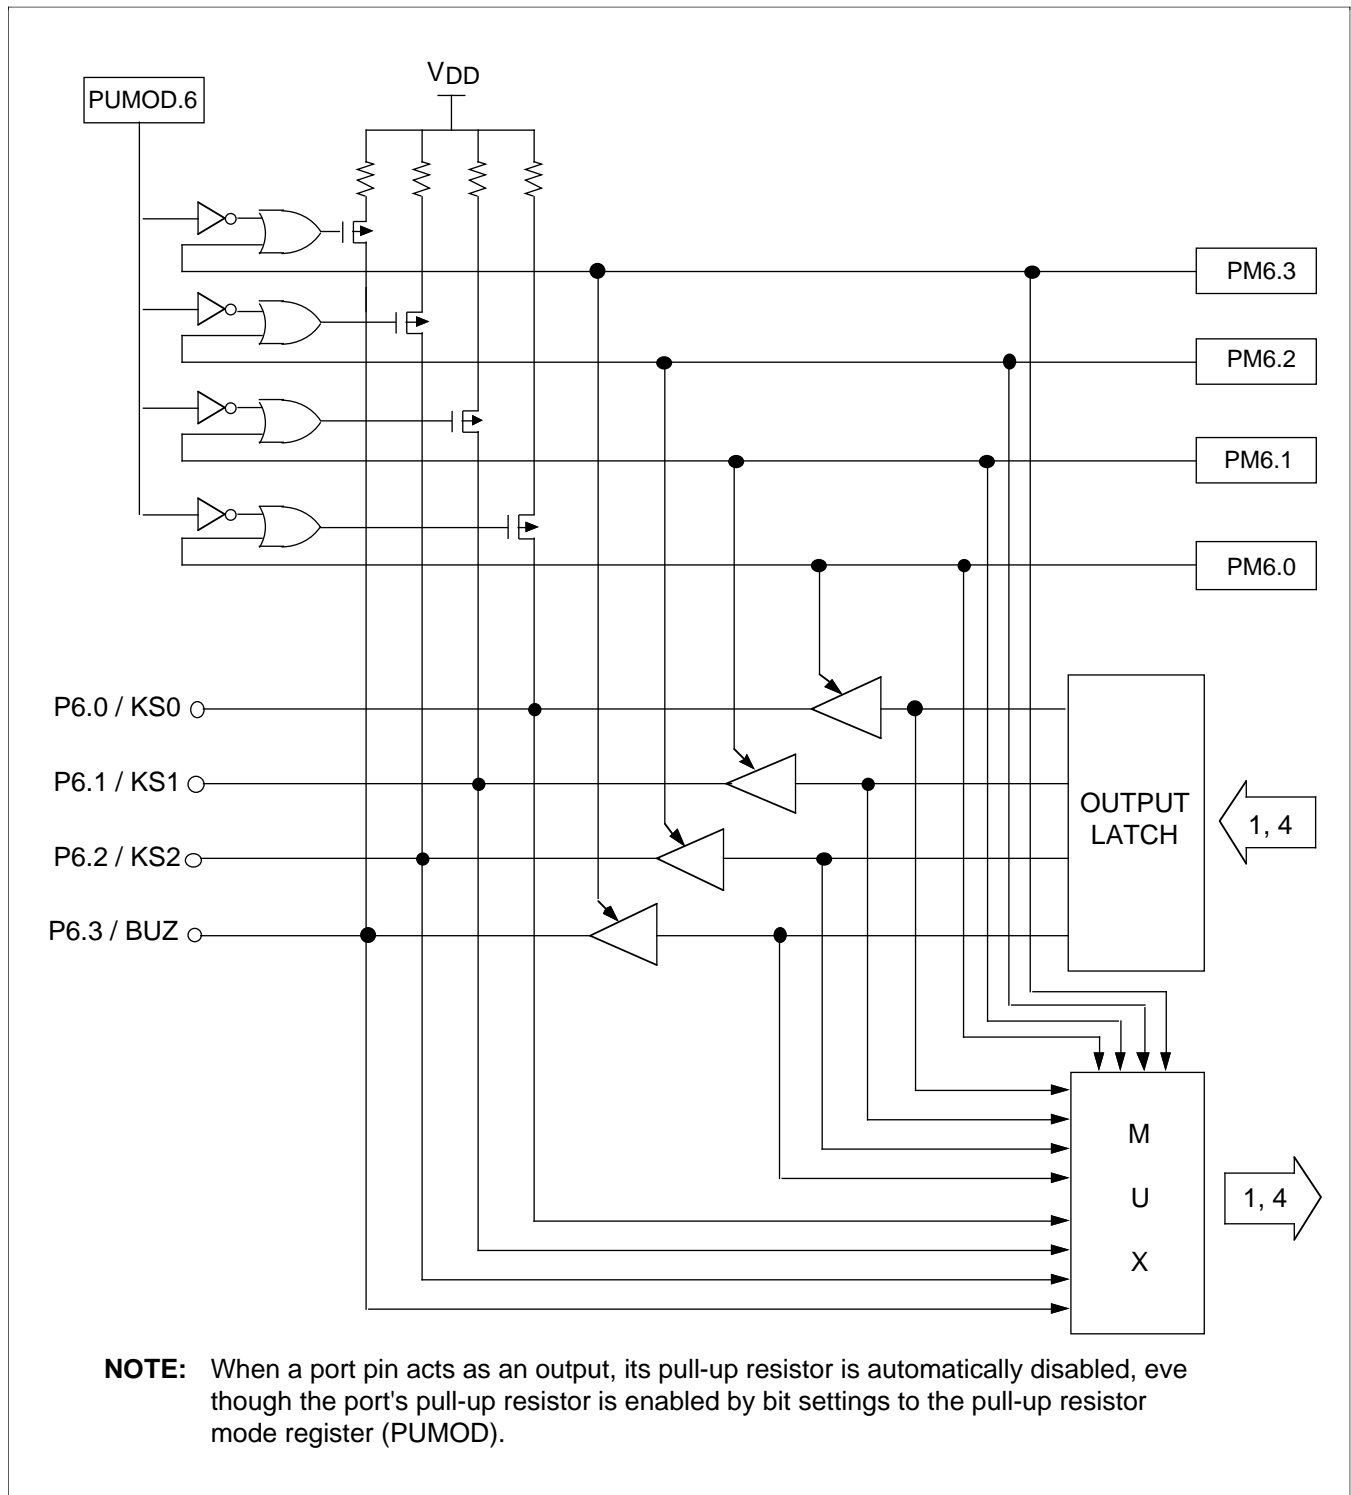 VDD
PUMOD.6
PM6.3
PM6.2
PM6.1
PM6.0
P6.0 / KS0
P6.1 / KS1
P6.2 / KS2
P6.3 / BUZ
OUTPUT
LATCH
1, 4
M
U
X
1, 4
NOTE: When a port pin acts as an output, its pull-up resistor is automatically disabled, eve
though the port's pull-up resistor is enabled by bit settings to the pull-up resistor
mode register (PUMOD).